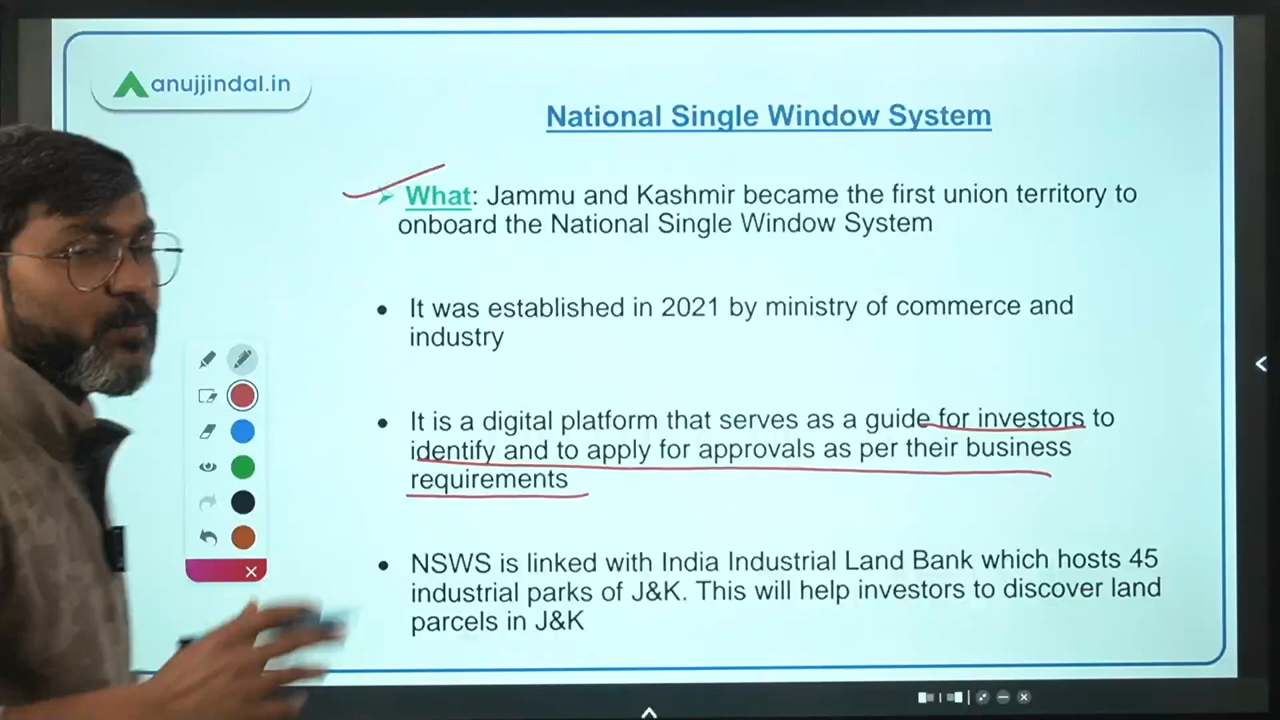 anujjindal.in
National Single Window System
➤ What: Jammu and Kashmir became the first union territory to
onboard the National Single Window System
• It was established in 2021 by ministry of commerce and
industry
• It is a digital platform that serves as a guide for investors to
identify and to apply for approvals as per their business
requirements
• NSWS is linked with India Industrial Land Bank which hosts 45
industrial parks of J&K. This will help investors to discover land
parcels in J&K